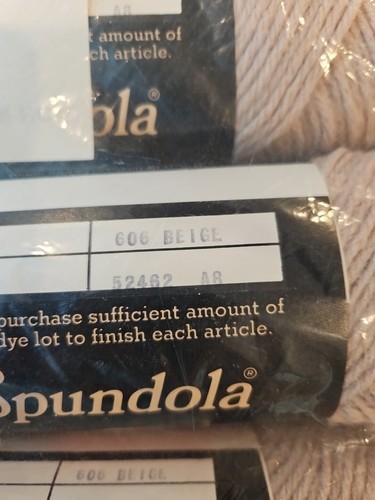 A8
t amount of
ch article.
ola®
606 BEIGE
52462 A8
purchase sufficient amount of
dye lot to finish each article.
Spundola®
606 BEIGE